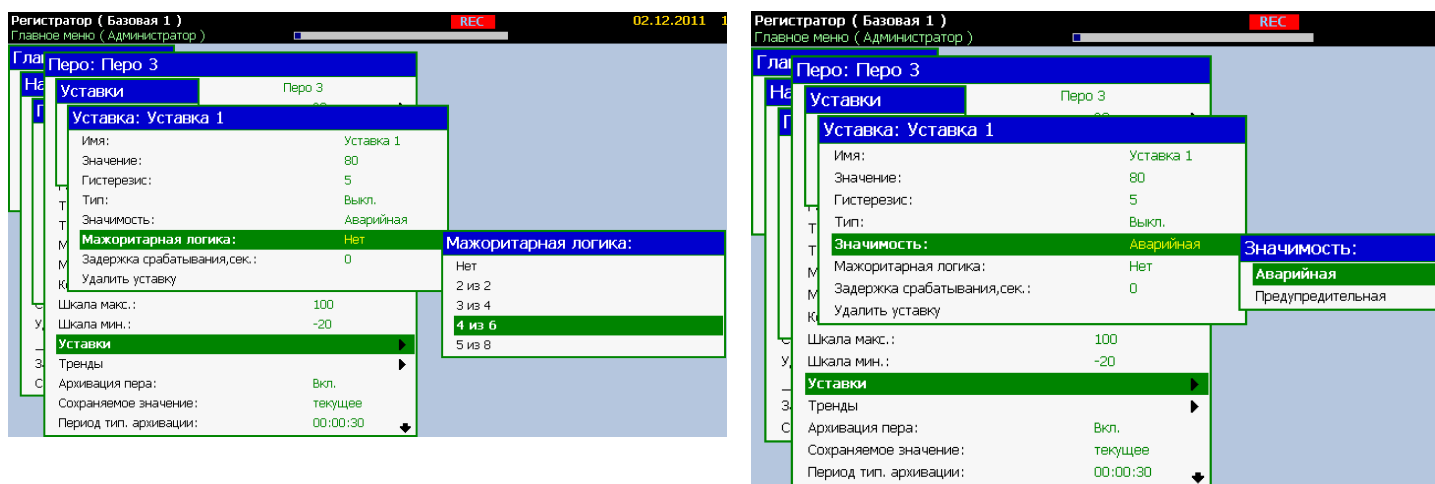 Регистратор ( Базовая 1 ) REC 02.12.2011 1
Главное меню ( Администратор )
Гла
Перо: Перо 3
На
Уставки Перо 3
Уставка: Уставка 1
Имя: Уставка 1
Значение: 80
Гистерезис: 5
Тип: Выкл.
Значимость: Аварийная
Мажоритарная логика: Нет
Задержка срабатывания,сек.: 0
Удалить уставку
Мажоритарная логика:
Нет
2 из 2
3 из 4
4 из 6
5 из 8
Шкала макс.: 100
Шкала мин.: -20
Уставки
Тренды
Архивация пера: Вкл.
Сохраняемое значение: текущее
Период тип. архивации: 00:00:30
Регистратор ( Базовая 1 ) REC
Главное меню ( Администратор )
Гла
Перо: Перо 3
На
Уставки Перо 3
Уставка: Уставка 1
Имя: Уставка 1
Значение: 80
Гистерезис: 5
Тип: Выкл.
Значимость: Аварийная
Мажоритарная логика: Нет
Задержка срабатывания,сек.: 0
Удалить уставку
Значимость:
Аварийная
Предупредительная
Шкала макс.: 100
Шкала мин.: -20
Уставки
Тренды
Архивация пера: Вкл.
Сохраняемое значение: текущее
Период тип. архивации: 00:00:30